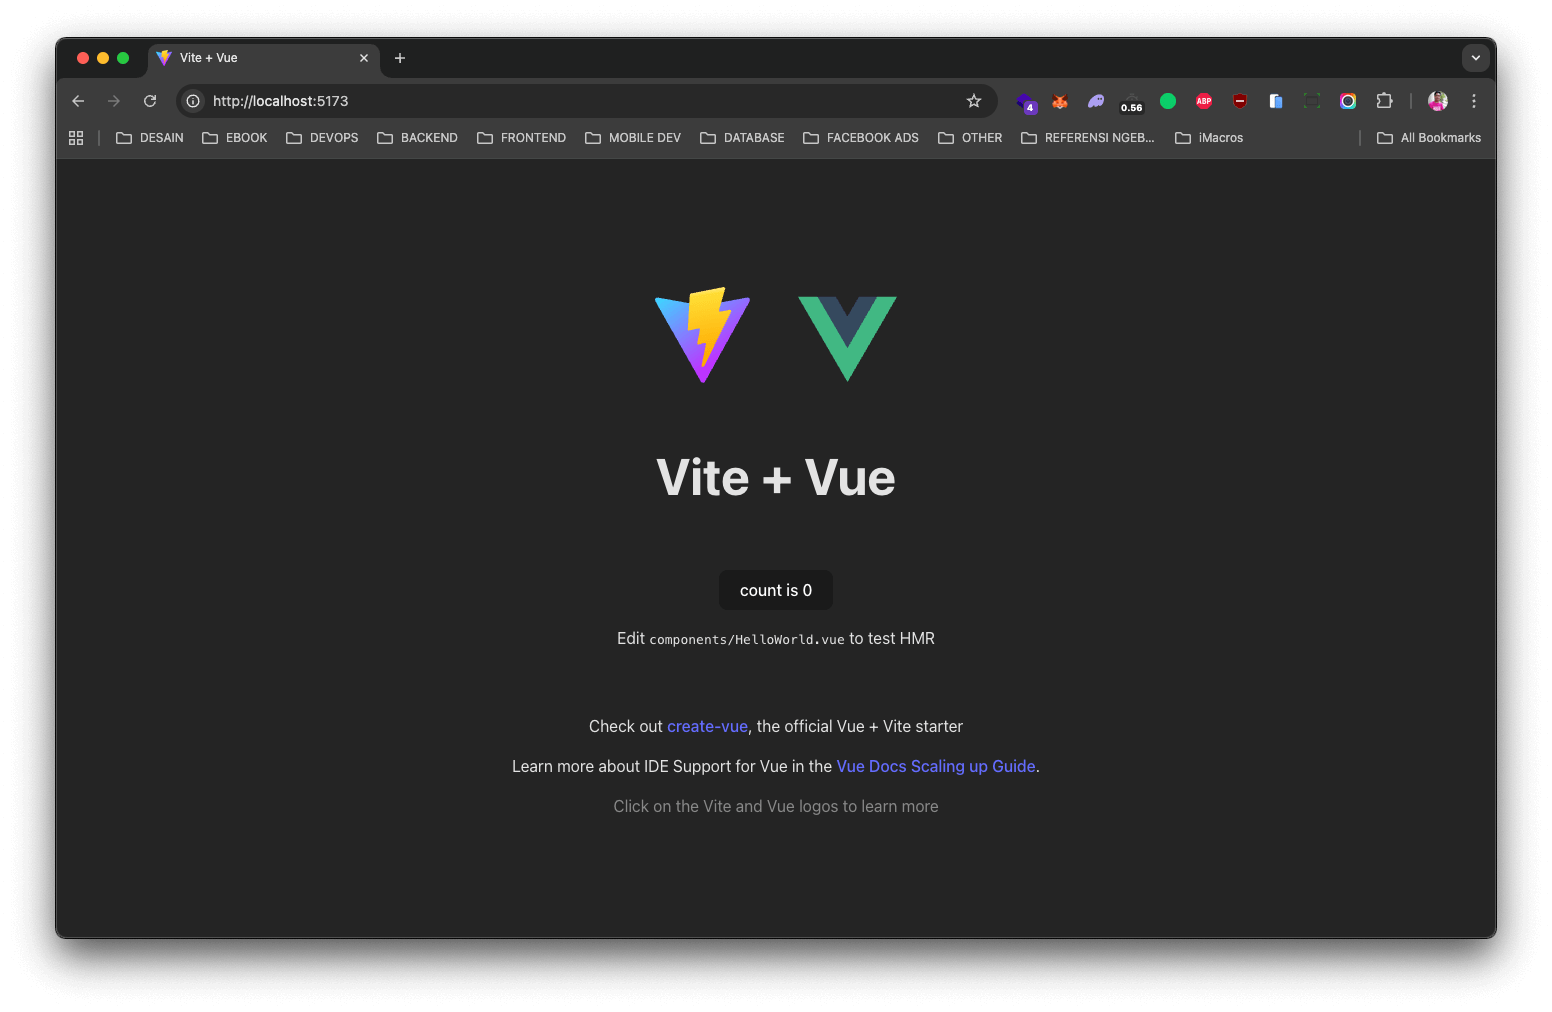 Vite + Vue
http://localhost:5173
4
0.56
ABP
DESAIN EBOOK DEVOPS BACKEND FRONTEND MOBILE DEV DATABASE FACEBOOK ADS OTHER REFERENSI NGEB... iMacros All Bookmarks
Vite + Vue
count is 0
Edit components/HelloWorld.vue to test HMR
Check out create-vue, the official Vue + Vite starter
Learn more about IDE Support for Vue in the Vue Docs Scaling up Guide.
Click on the Vite and Vue logos to learn more